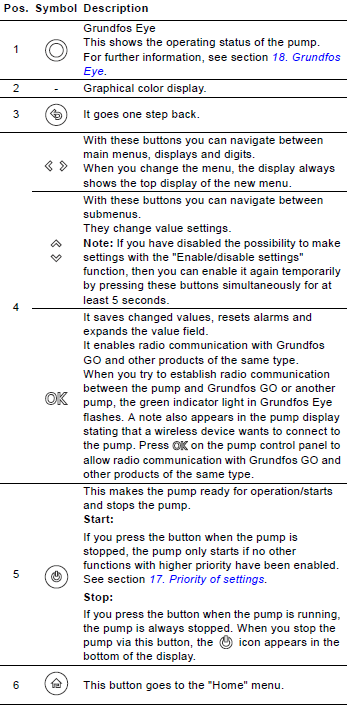 Pos. Symbol Description
Grundfos Eye
1 This shows the operating status of the pump.
For further information, see section 18. Grundfos
Eye.
2 - Graphical color display.
3 It goes one step back.
With these buttons you can navigate between
main menus, displays and digits.
When you change the menu, the display always
shows the top display of the new menu.
With these buttons you can navigate between
submenus.
They change value settings.
Note: If you have disabled the possibility to make
settings with the "Enable/disable settings"
function, then you can enable it again temporarily
by pressing these buttons simultaneously for at
least 5 seconds.
4
It saves changed values, resets alarms and
expands the value field.
It enables radio communication with Grundfos
GO and other products of the same type.
When you try to establish radio communication
between the pump and Grundfos GO or another
OK pump, the green indicator light in Grundfos Eye
flashes. A note also appears in the pump display
stating that a wireless device wants to connect to
the pump. Press OK on the pump control panel to
allow radio communication with Grundfos GO and
other products of the same type.
This makes the pump ready for operation/starts
and stops the pump.
Start:
If you press the button when the pump is
stopped, the pump only starts if no other
5 functions with higher priority have been enabled.
See section 17. Priority of settings.
Stop:
If you press the button when the pump is running,
the pump is always stopped. When you stop the
pump via this button, the icon appears in the
bottom of the display.
6 This button goes to the "Home" menu.